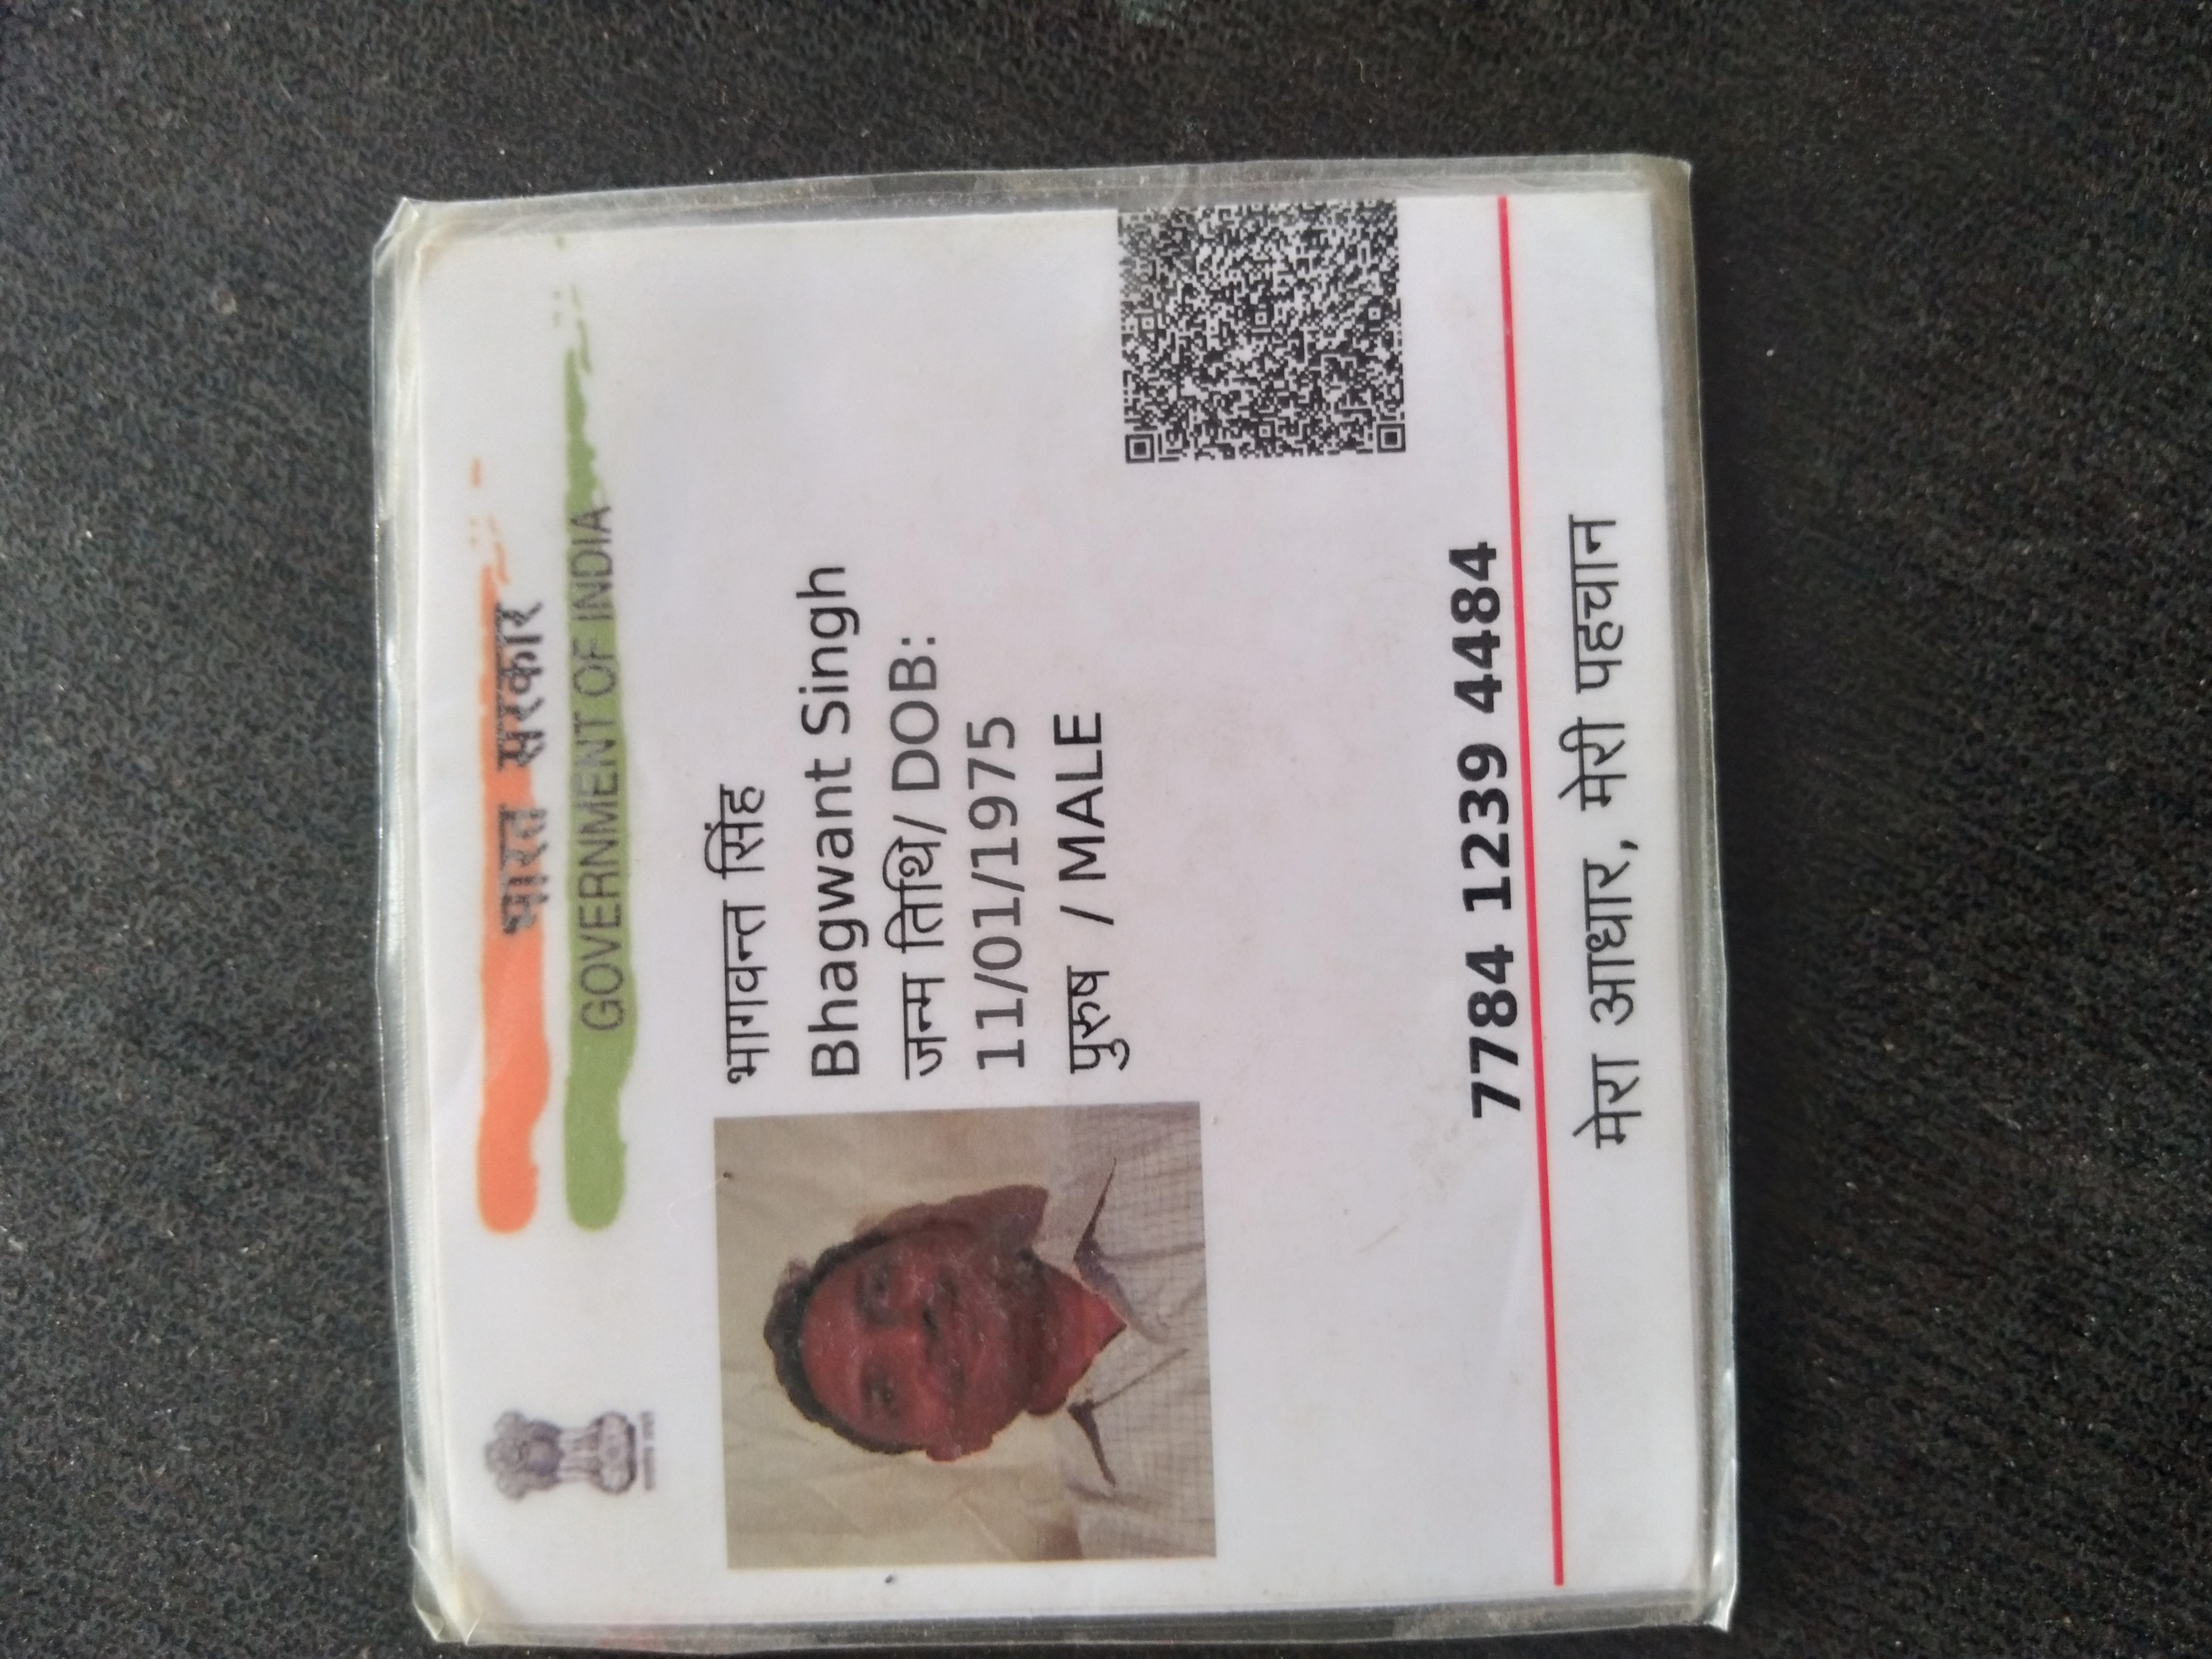 भारत सरकार
GOVERNMENT OF INDIA
भागवन्त सिंह
Bhagwant Singh
जन्म तिथि/ DOB:
11/01/1975
पुरुष / MALE
7784 1239 4484
मेरा आधार, मेरी पहचान